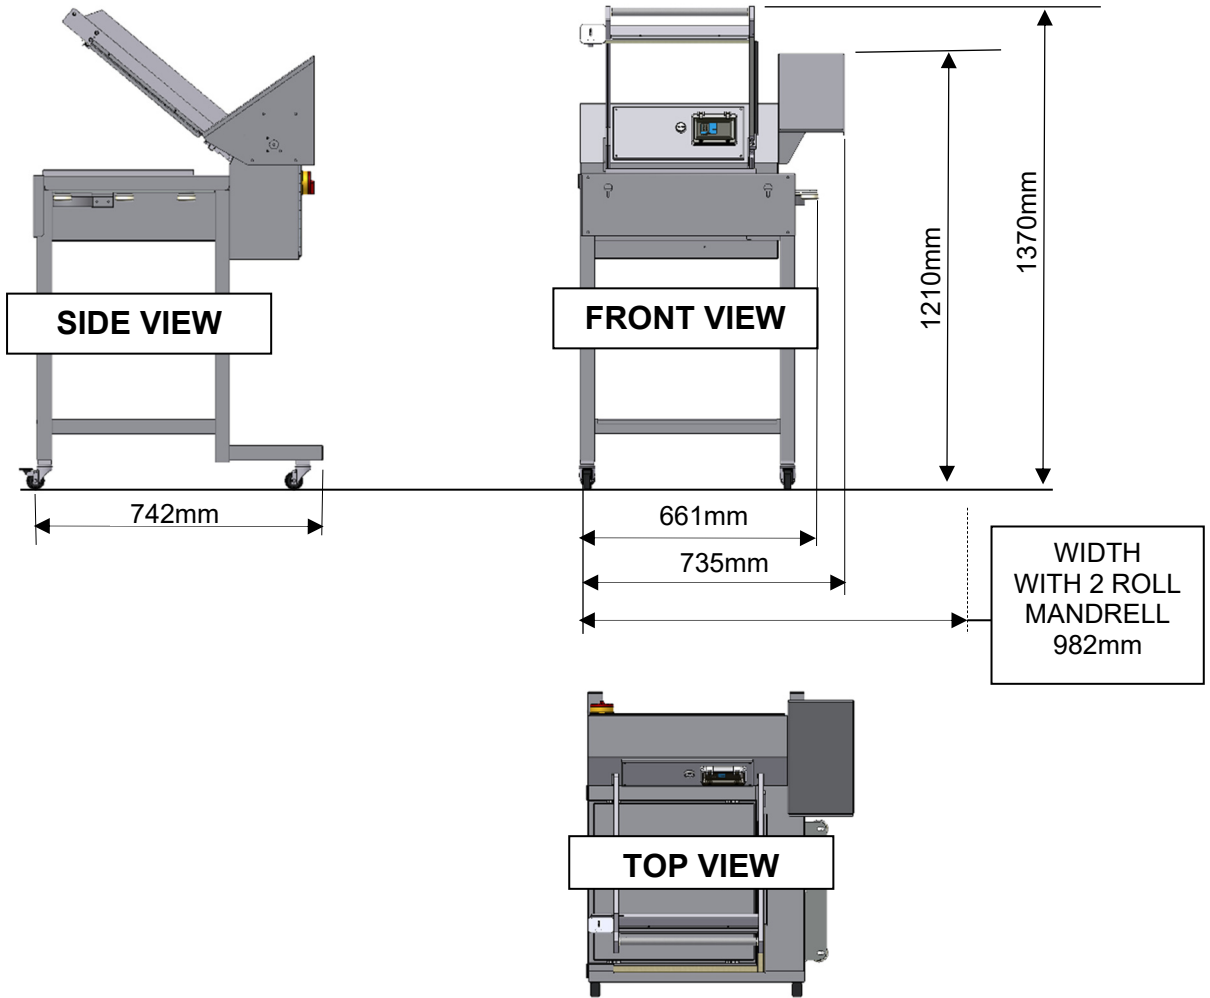 1370mm
1210mm
SIDE VIEW
FRONT VIEW
742mm
661mm
735mm
WIDTH
WITH 2 ROLL
MANDRELL
982mm
TOP VIEW